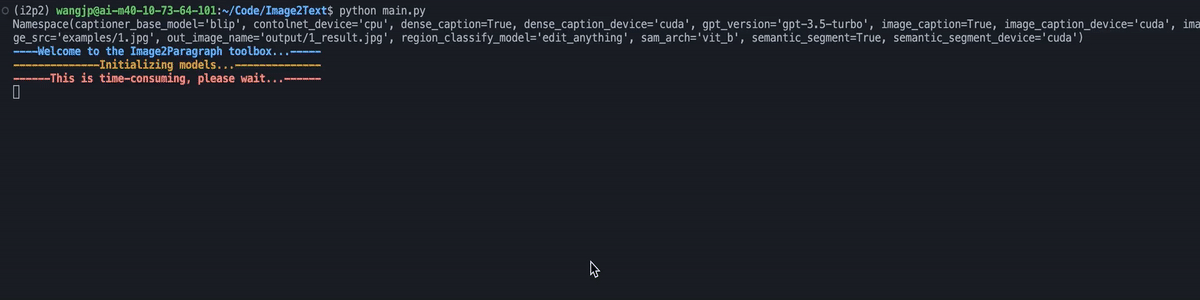 (i2p2) wangjp@ai-m40-10-73-64-101:~/Code/Image2Text$ python main.py
Namespace(captioner_base_model='blip', contolnet_device='cpu', dense_caption=True, dense_caption_device='cuda', gpt_version='gpt-3.5-turbo', image_caption=True, image_caption_device='cuda', ima
ge_src='examples/1.jpg', out_image_name='output/1_result.jpg', region_classify_model='edit_anything', sam_arch='vit_b', semantic_segment=True, semantic_segment_device='cuda')
----Welcome to the Image2Paragraph toolbox...-----
--------------Initializing models...--------------
------This is time-consuming, please wait...------